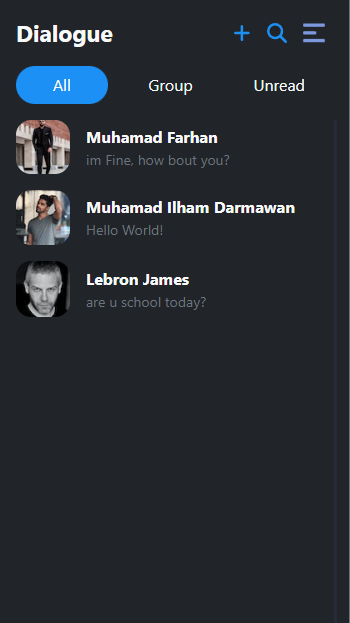 Dialogue
All Group Unread
Muhamad Farhan
im Fine, how bout you?
Muhamad Ilham Darmawan
Hello World!
Lebron James
are u school today?